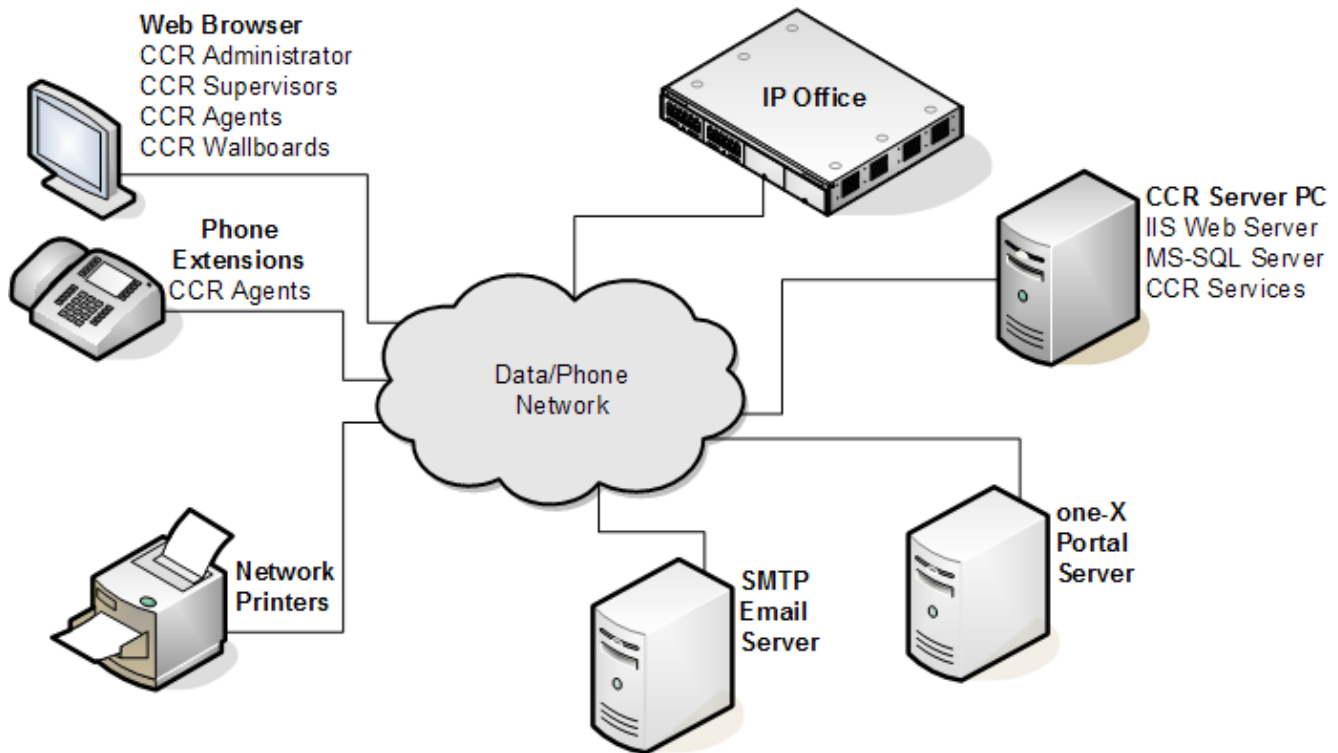 Web Browser
CCR Administrator
CCR Supervisors
CCR Agents
CCR Wallboards
IP Office
CCR Server PC
IIS Web Server
MS-SQL Server
CCR Services
Phone
Extensions
CCR Agents
Data/Phone
Network
Network
Printers
SMTP
Email
Server
one-X
Portal
Server